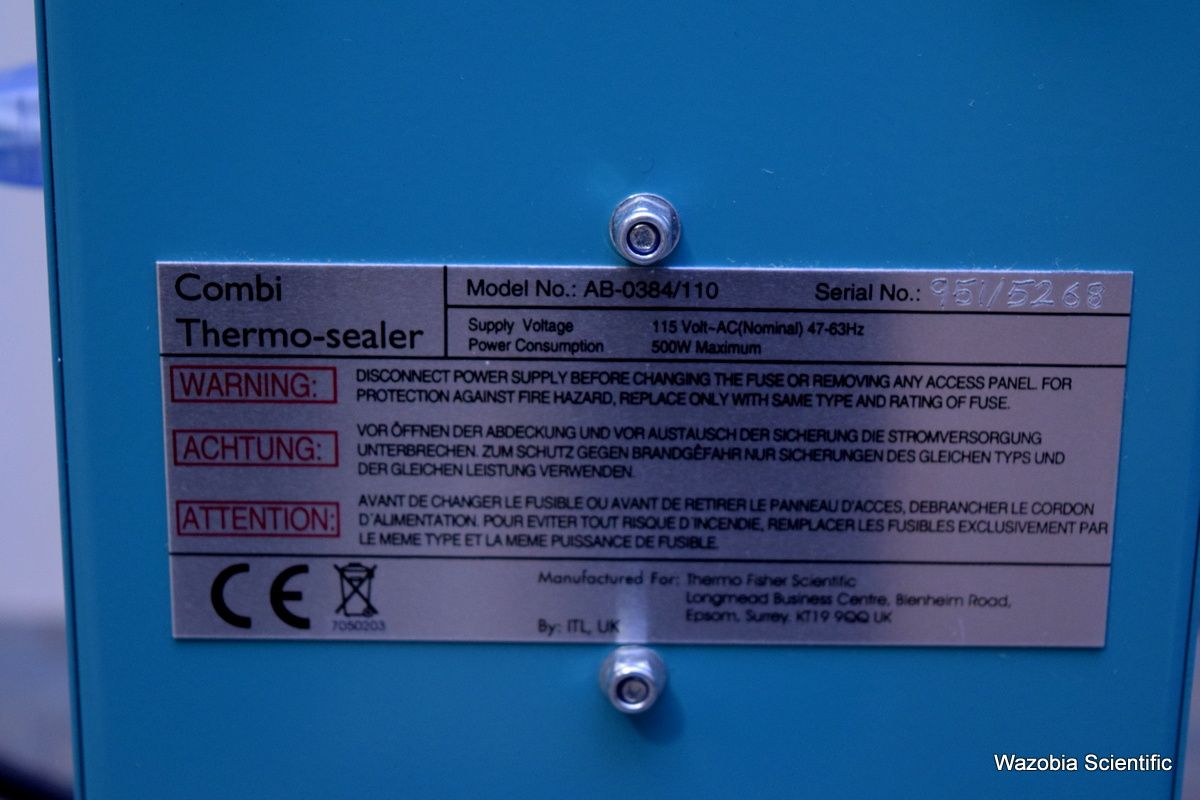 Combi
Thermo-sealer
Model No.: AB-0384/110 Serial No.: 951/5268
Supply Voltage 115 Volt~AC(Nominal) 47-63Hz
Power Consumption 500W Maximum
WARNING:
DISCONNECT POWER SUPPLY BEFORE CHANGING THE FUSE OR REMOVING ANY ACCESS PANEL. FOR
PROTECTION AGAINST FIRE HAZARD, REPLACE ONLY WITH SAME TYPE AND RATING OF FUSE.
ACHTUNG:
VOR ÔFFNEN DER ABDECKUNG UND VOR AUSTAUSCH DER SICHERUNG DIE STROMVERSORGUNG
UNTERBRECHEN. ZUM SCHUTZ GEGEN BRANDGÊFAHR NUR SICHERUNGEN DES GLEICHEN TYPS UND
DER GLEICHEN LEISTUNG VERWENDEN.
ATTENTION:
AVANT DE CHANGER LE FUSIBLE OU AVANT DE RETIRER LE PANNEAU D'ACCES, DEBRANCHER LE CORDON
D'ALIMENTATION. POUR EVITER TOUT RISQUE D'INCENDIE, REMPLACER LES FUSIBLES EXCLUSIVEMENT PAR
LE MEME TYPE ET LA MEME PUISSANCE DE FUSIBLE.
CE
7050203
Manufactured For: Thermo Fisher Scientific
Longmead Business Centre, Blenheim Road,
Epsom, Surrey. KT19 9QQ UK
By: ITL, UK
Wazobia Scientific